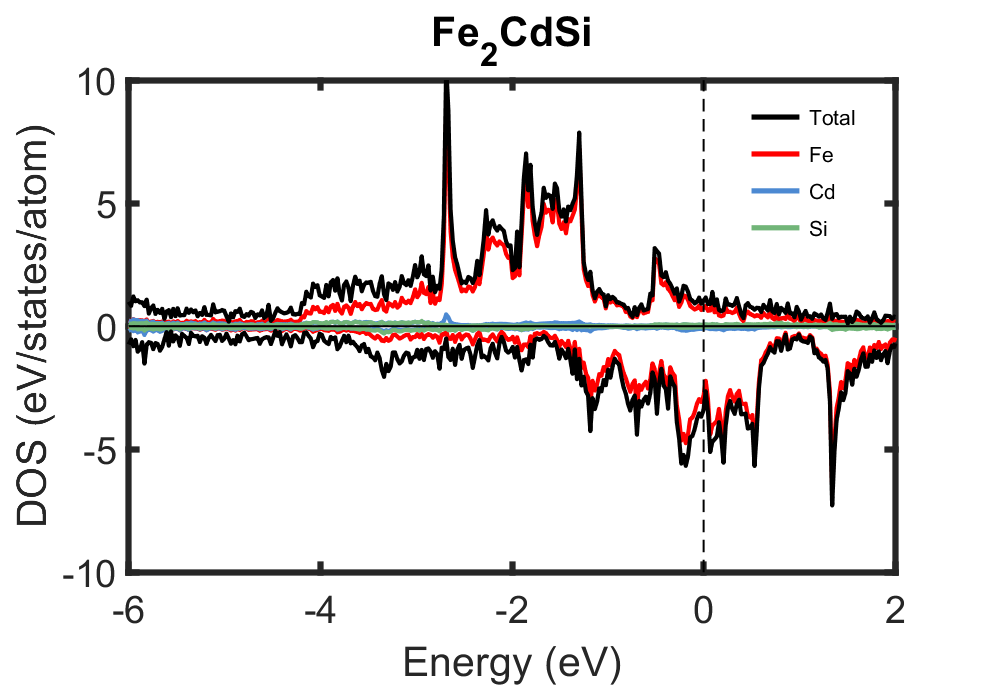 Fe₂CdSi
10
5
0
-5
-10
DOS (eV/states/atom)
Total
Fe
Cd
Si
-6 -4 -2 0 2
Energy (eV)